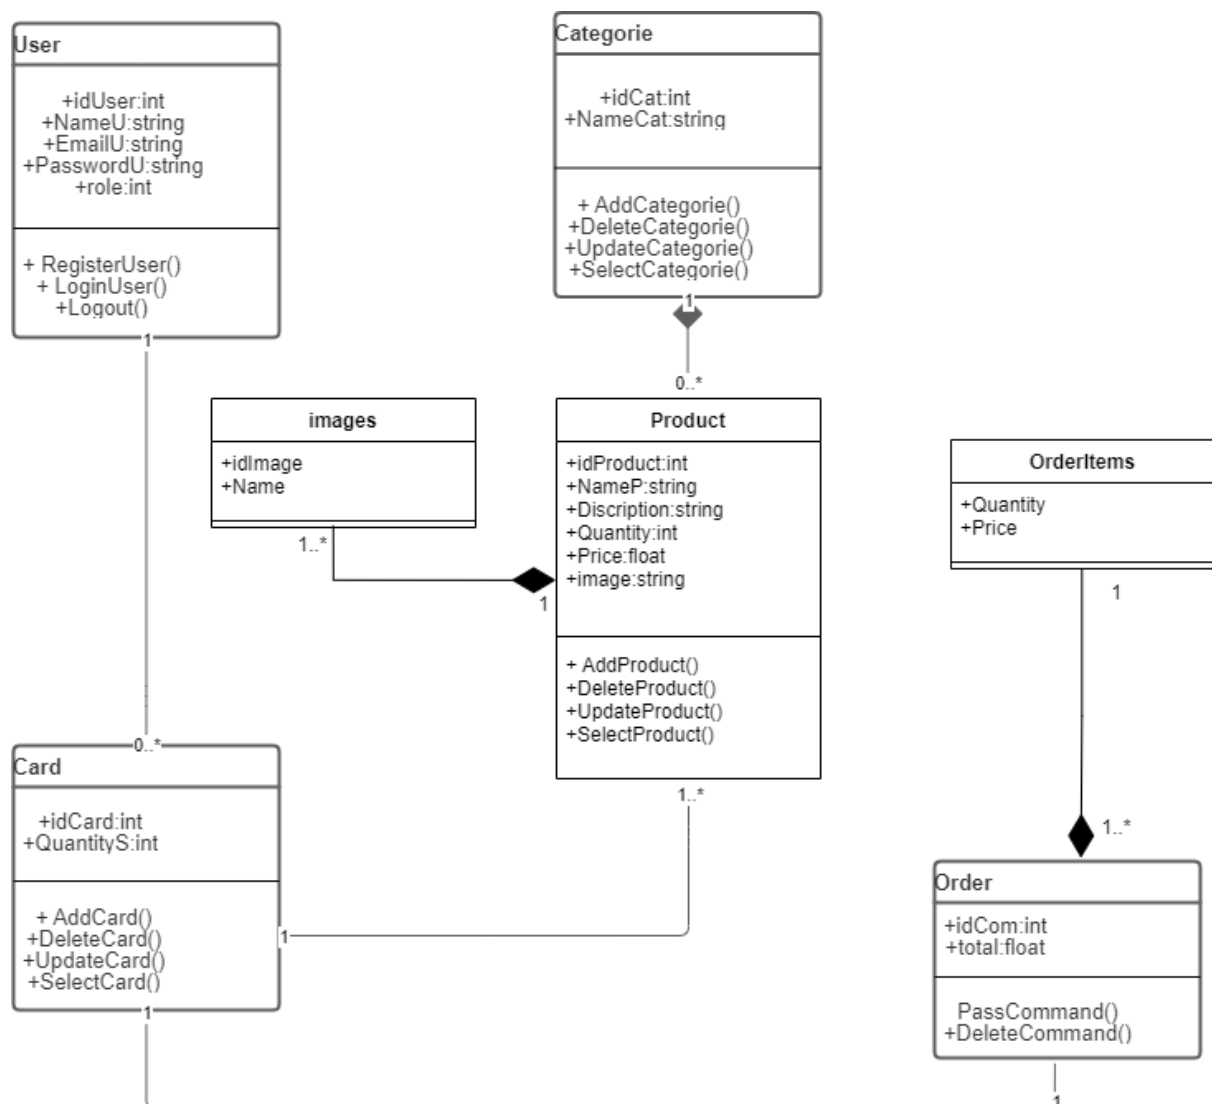 User
+idUser:int
+NameU:string
+EmailU:string
+PasswordU:string
+role:int
+ RegisterUser()
+ LoginUser()
+Logout()
1
Categorie
+idCat:int
+NameCat:string
+ AddCategorie()
+DeleteCategorie()
+UpdateCategorie()
+SelectCategorie()
1
0..*
images
+idImage
+Name
1..*
Product
+idProduct:int
+NameP:string
+Discription:string
+Quantity:int
+Price:float
+image:string
1
+ AddProduct()
+DeleteProduct()
+UpdateProduct()
+SelectProduct()
1..*
OrderItems
+Quantity
+Price
1
1..*
0..*
Card
+idCard:int
+QuantityS:int
+ AddCard()
+DeleteCard()
+UpdateCard()
+SelectCard()
1
1
Order
+idCom:int
+total:float
PassCommand()
+DeleteCommand()
1